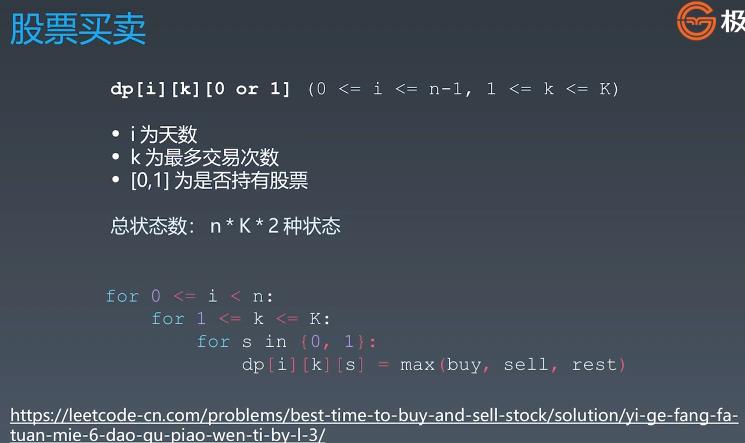 股票买卖
极
dp[i][k][0 or 1] (0 <= i <= n-1, 1 <= k <= K)
• i 为天数
• k 为最多交易次数
• [0,1] 为是否持有股票
总状态数： n * K * 2 种状态
for 0 <= i < n:
    for 1 <= k <= K:
        for s in {0, 1}:
            dp[i][k][s] = max(buy, sell, rest)
https://leetcode-cn.com/problems/best-time-to-buy-and-sell-stock/solution/yi-ge-fang-fa-
tuan-mie-6-dao-gu-piao-wen-ti-by-l-3/